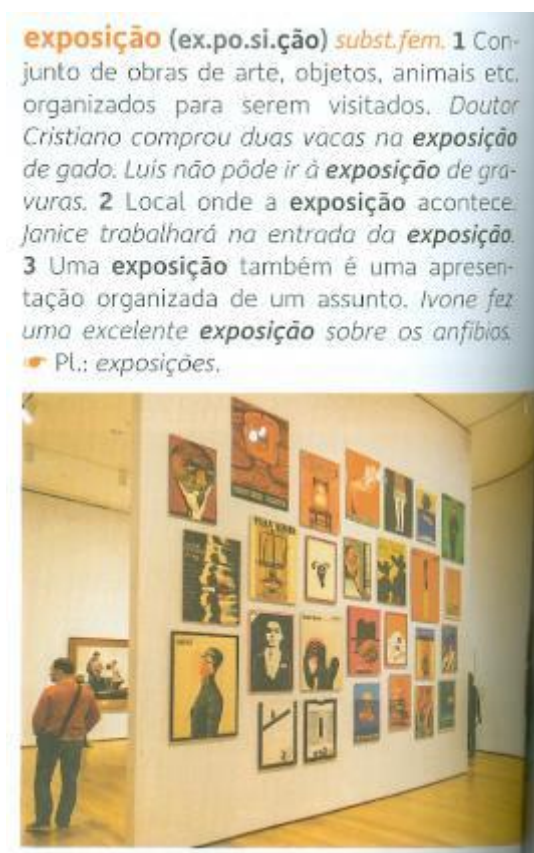 exposição (ex.po.si.ção) subst.fem. 1 Con-
junto de obras de arte, objetos, animais etc.
organizados para serem visitados. Doutor
Cristiano comprou duas vacas na exposição
de gado. Luís não pôde ir à exposição de gra-
vuras. 2 Local onde a exposição acontece.
Janice trabalhará na entrada da exposição.
3 Uma exposição também é uma apresen-
tação organizada de um assunto. Ivone fez
uma excelente exposição sobre os anfíbios.
☛ Pl.: exposições.